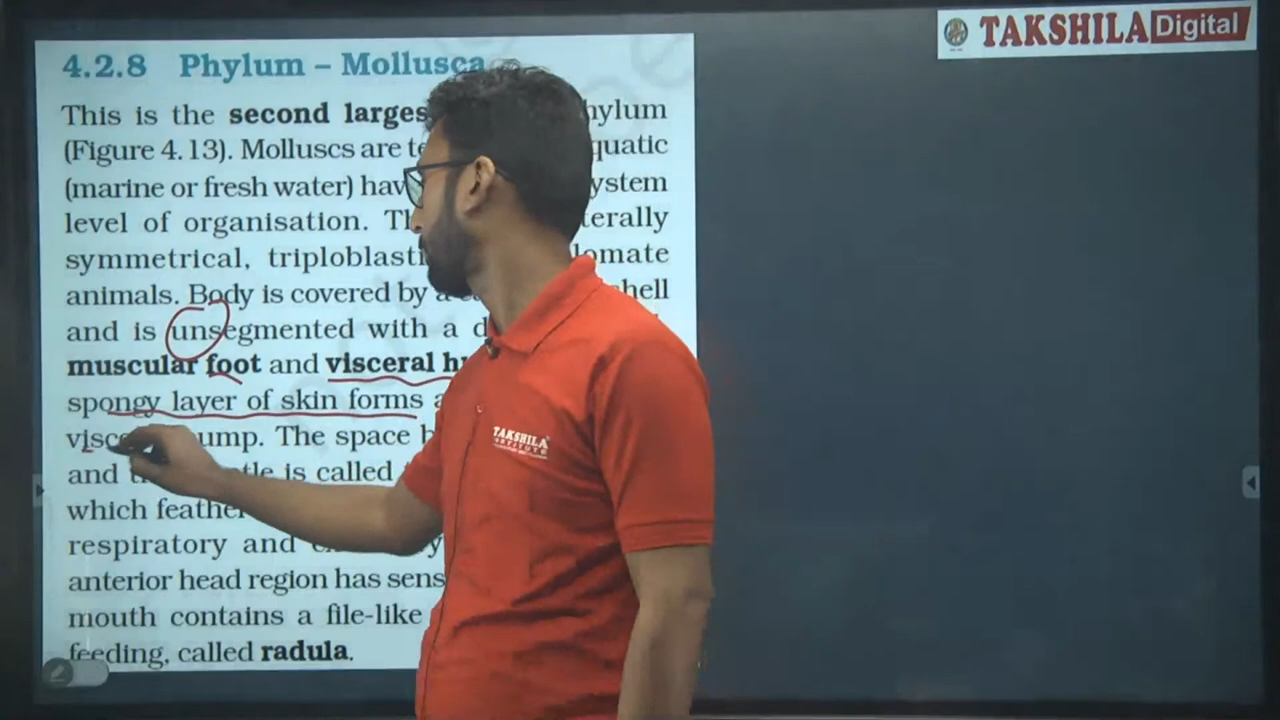 TAKSHILA Digital
4.2.8 Phylum – Mollusca
This is the second larges hylum
(Figure 4.13). Molluscs are te quatic
(marine or fresh water) hav ystem
level of organisation. Th terally
symmetrical, triploblasti lomate
animals. Body is covered by a hell
and is unsegmented with a d
muscular foot and visceral hu
spongy layer of skin forms a
visce ump. The space b
and t tle is called
which feather
respiratory and
anterior head region has sens
mouth contains a file-like
feeding, called radula.
TAKSHILA
INSTITUTE